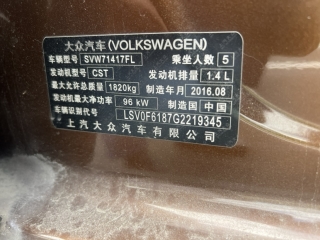 大众汽车(VOLKSWAGEN)
车辆型号 SVW71417FL 乘坐人数 5
发动机型号 CST 发动机排量 1.4 L
最大允许总质量 1820kg 制造年月 2016.08
发动机最大净功率 96 kW 制造国 中国
车辆识别代号 LSV0F6187G2219345
上汽大众汽车有限公司